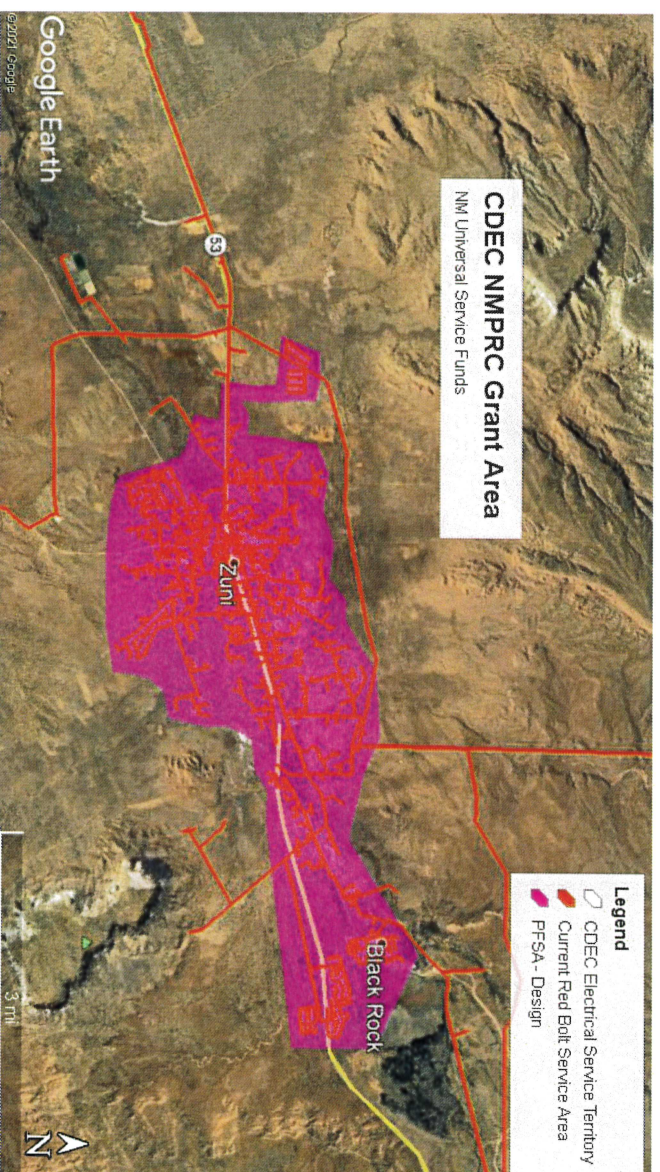 CDEC NMPRC Grant Area
NM Universal Service Funds
Legend
CDEC Electrical Service Territory
Current Red Bolt Service Area
PFSA - Design
53
Zuni
Black Rock
Google Earth
©2021 Google
3 mi
N